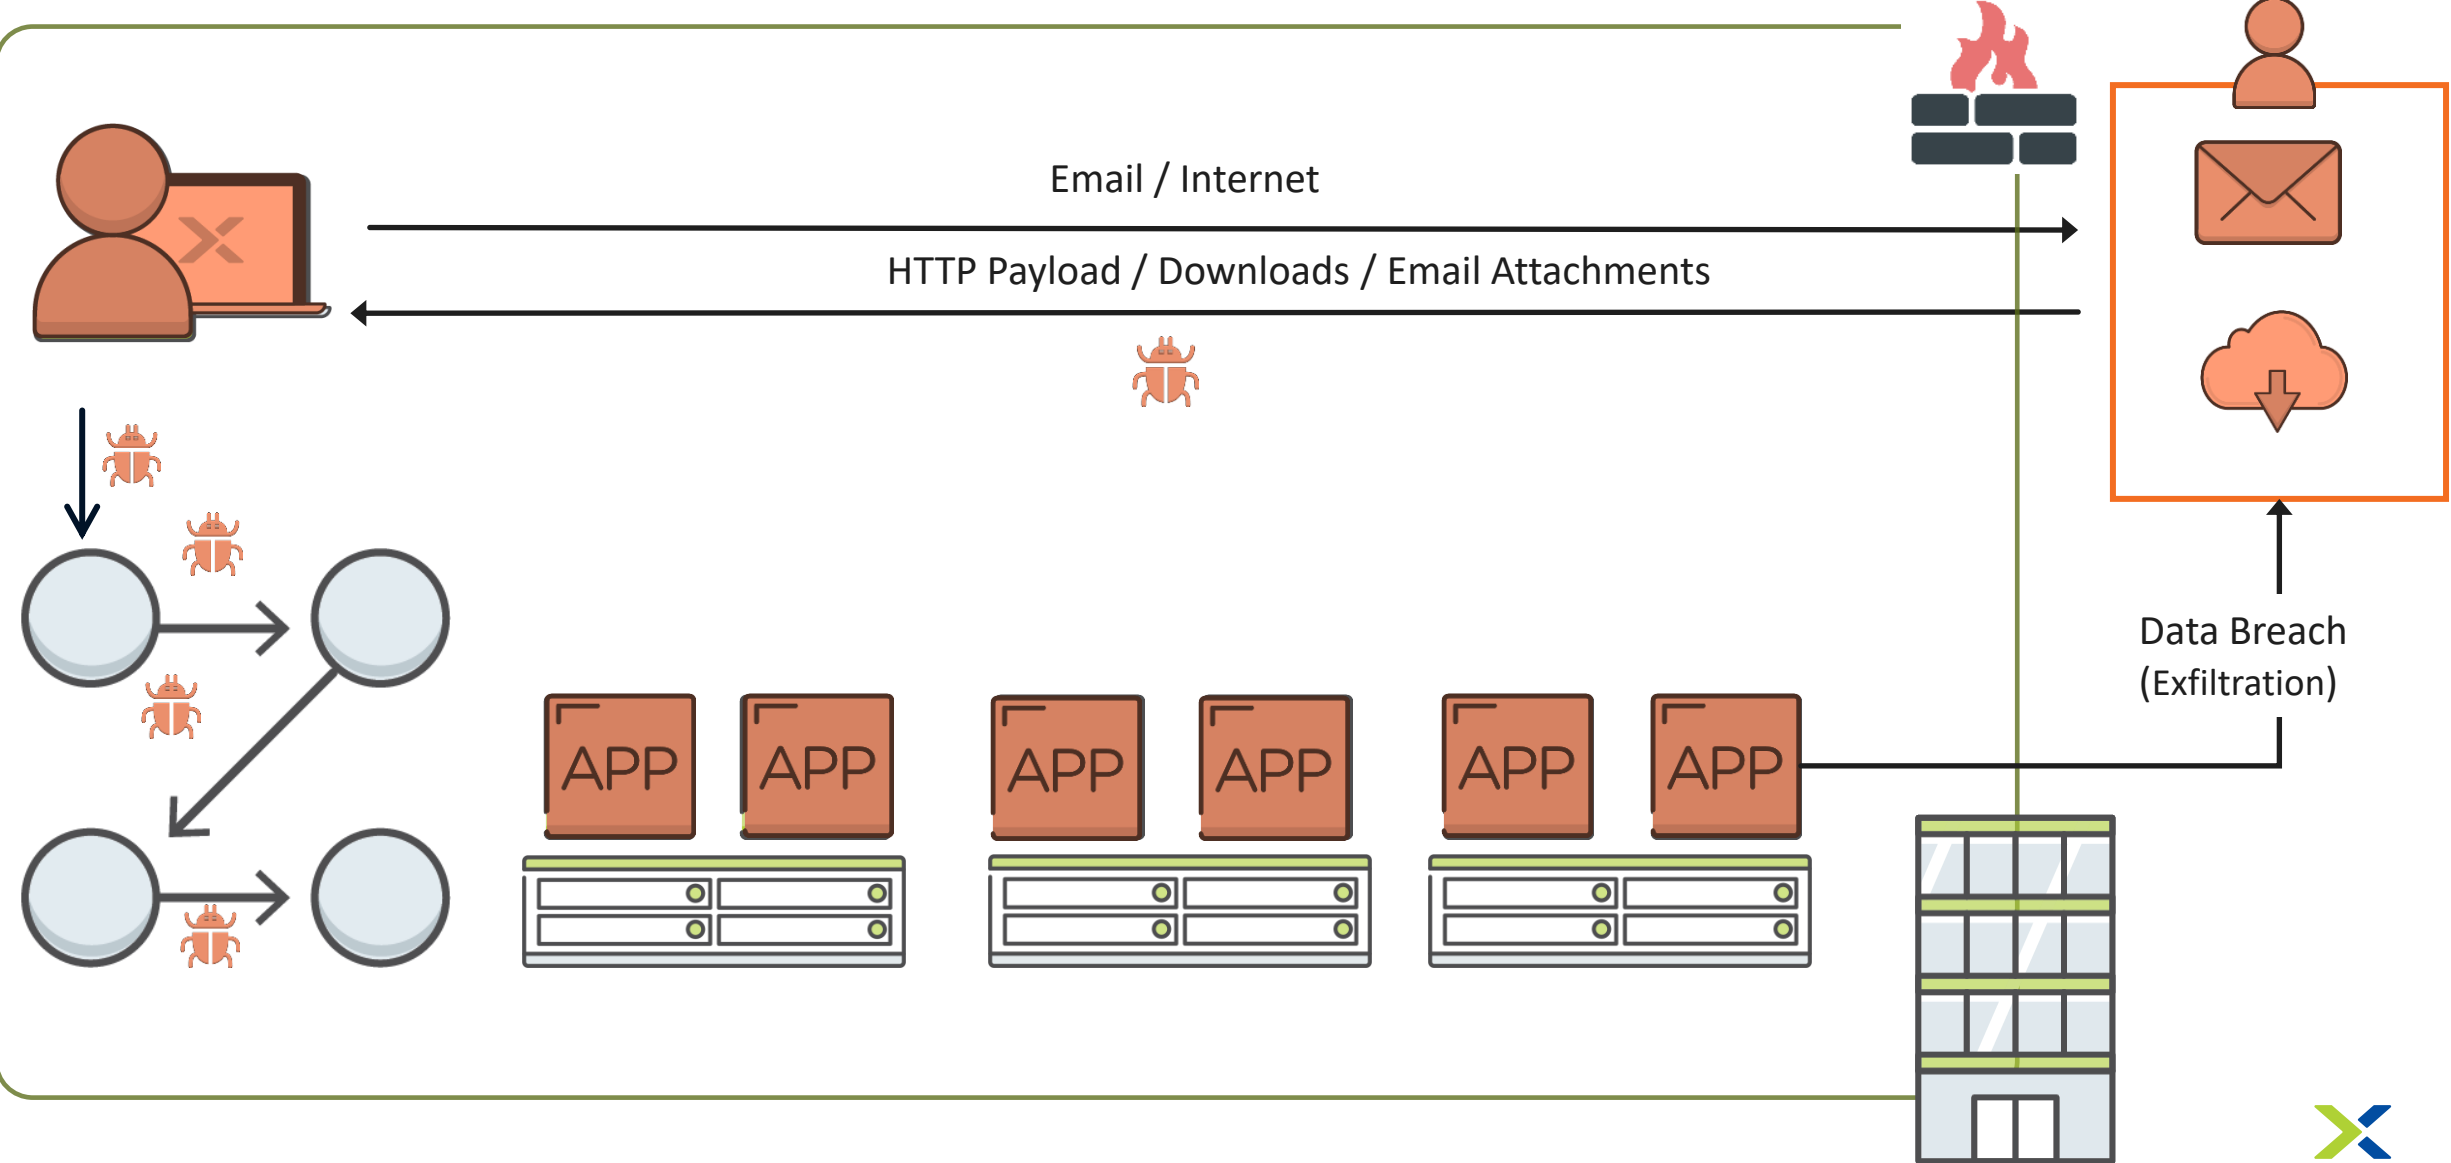 Email / Internet
HTTP Payload / Downloads / Email Attachments
Data Breach
(Exfiltration)
APP
APP
APP
APP
APP
APP